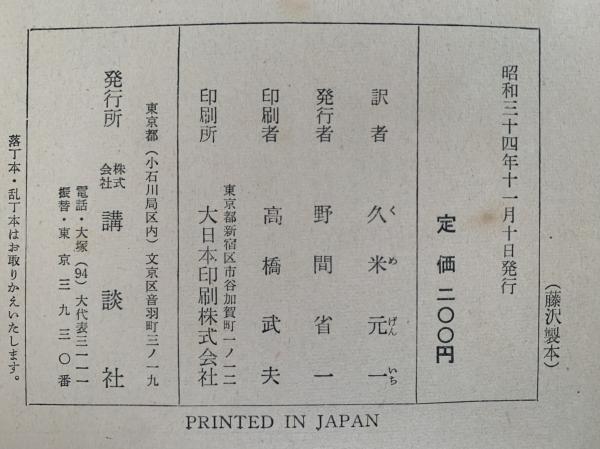 (藤沢製本)
昭和三十四年十一月十日発行
定価 二〇〇円
訳者 久米元一
くめげんいち
発行者 野間省一
印刷者 高橋武夫
東京都新宿区市谷加賀町一ノ一二
印刷所 大日本印刷株式会社
東京都(小石川局区内)文京区音羽町三ノ一九
発行所 株式会社 講談社
電話・大塚(94)大代表三一一一
振替・東京三九三〇番
落丁本・乱丁本はお取りかえいたします。
PRINTED IN JAPAN